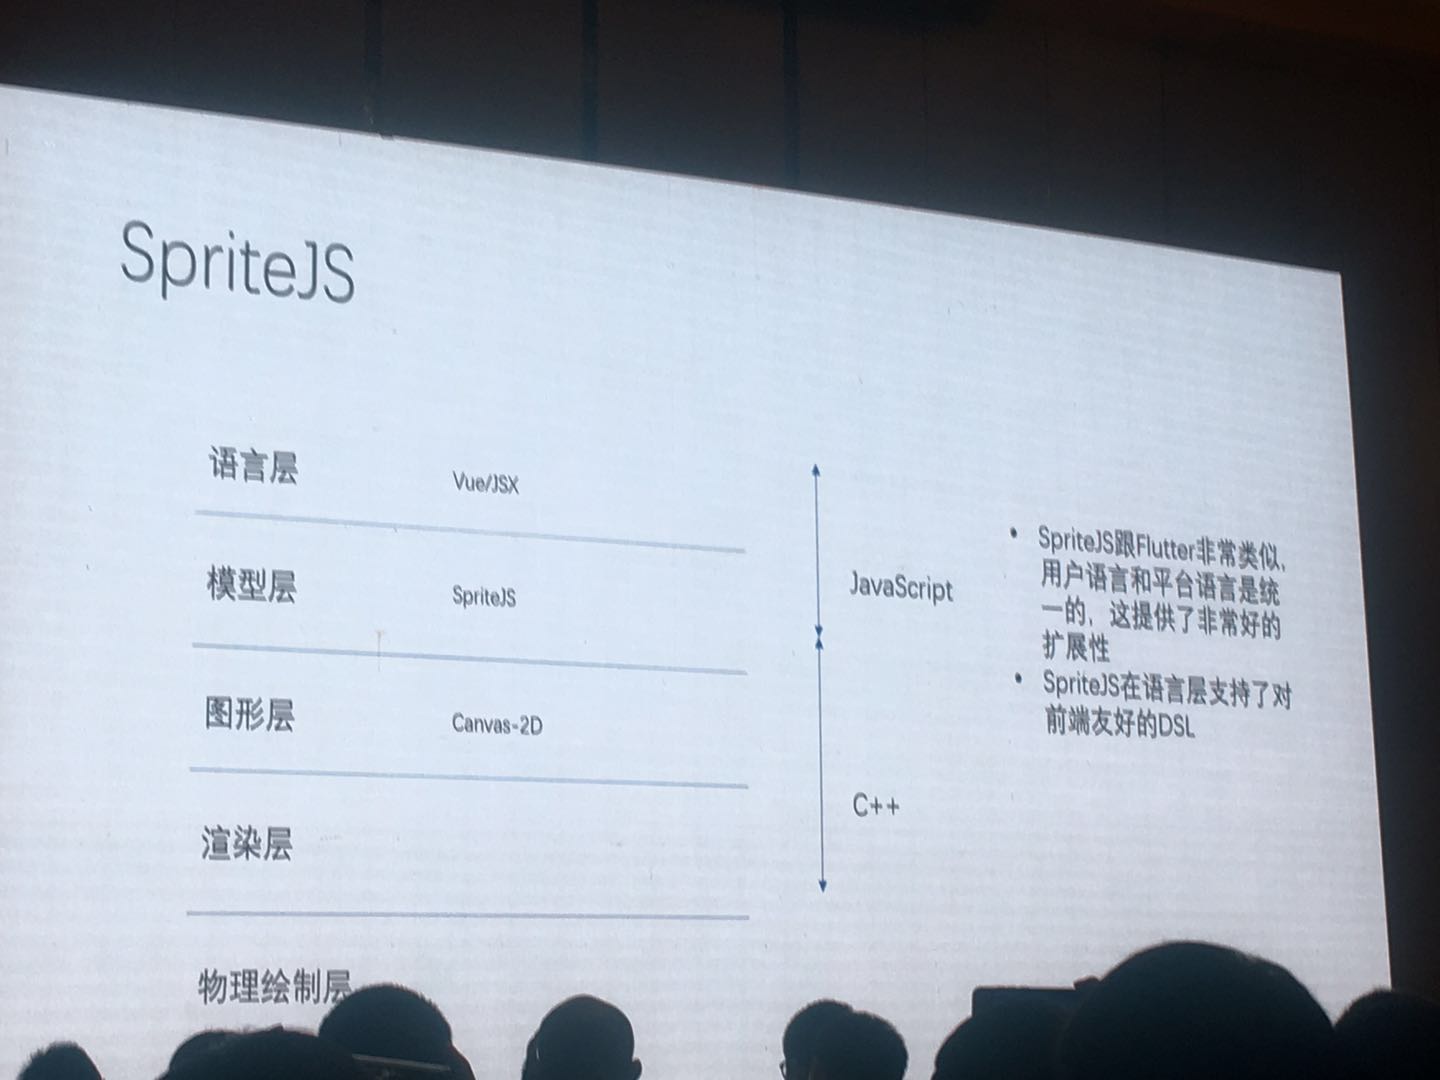 SpriteJS
语言层
Vue/JSX
模型层
SpriteJS
图形层
Canvas-2D
渲染层
物理绘制层
JavaScript
C++
• SpriteJS跟Flutter非常类似,
用户语言和平台语言是统
一的，这提供了非常好的
扩展性
• SpriteJS在语言层支持了对
前端友好的DSL